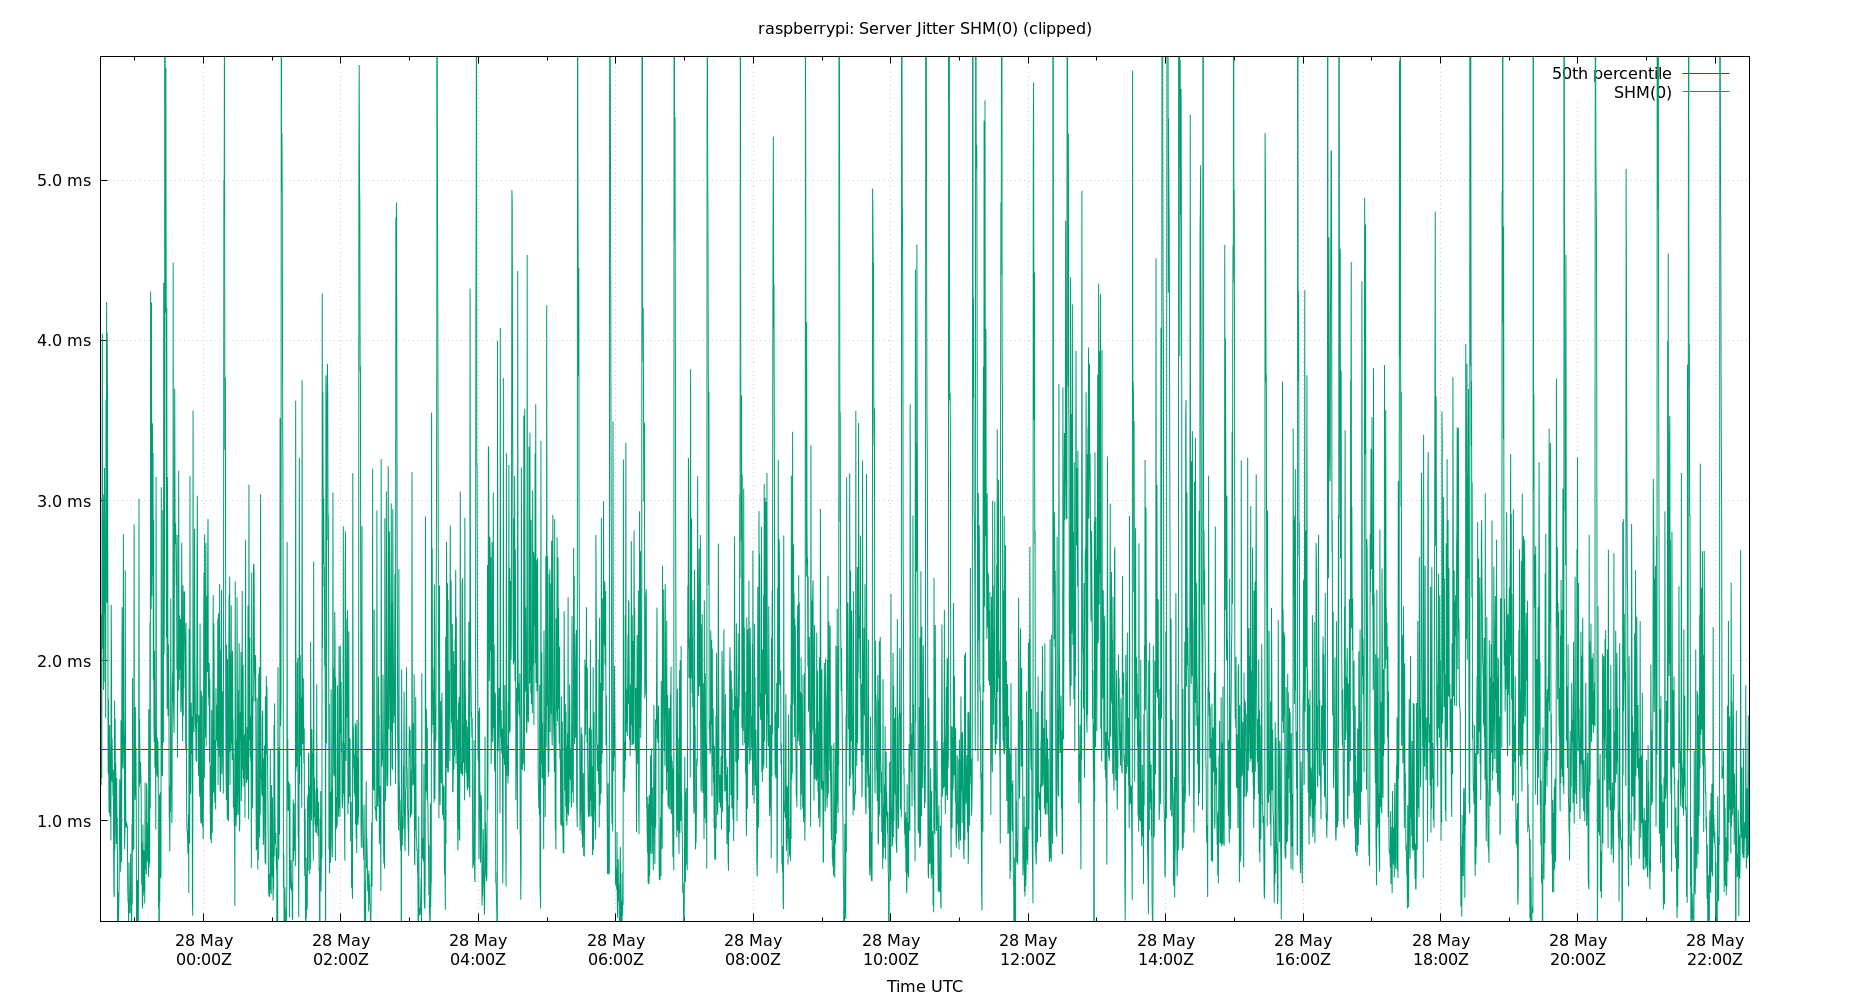 raspberrypi: Server Jitter SHM(0) (clipped)
50th percentile
SHM(0)
5.0 ms
4.0 ms
3.0 ms
2.0 ms
1.0 ms
28 May 28 May 28 May 28 May 28 May 28 May 28 May 28 May 28 May 28 May 28 May 28 May
00:00Z 02:00Z 04:00Z 06:00Z 08:00Z 10:00Z 12:00Z 14:00Z 16:00Z 18:00Z 20:00Z 22:00Z
Time UTC